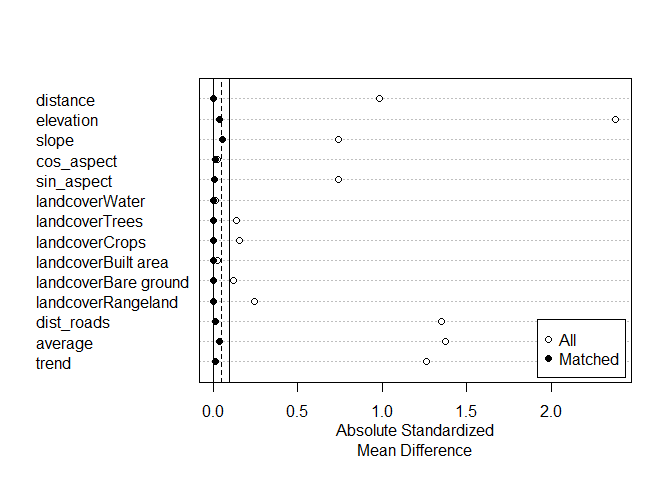 distance
elevation
slope
cos_aspect
sin_aspect
landcoverWater
landcoverTrees
landcoverCrops
landcoverBuilt area
landcoverBare ground
landcoverRangeland
dist_roads
average
trend
All
Matched
0.0 0.5 1.0 1.5 2.0
Absolute Standardized
Mean Difference